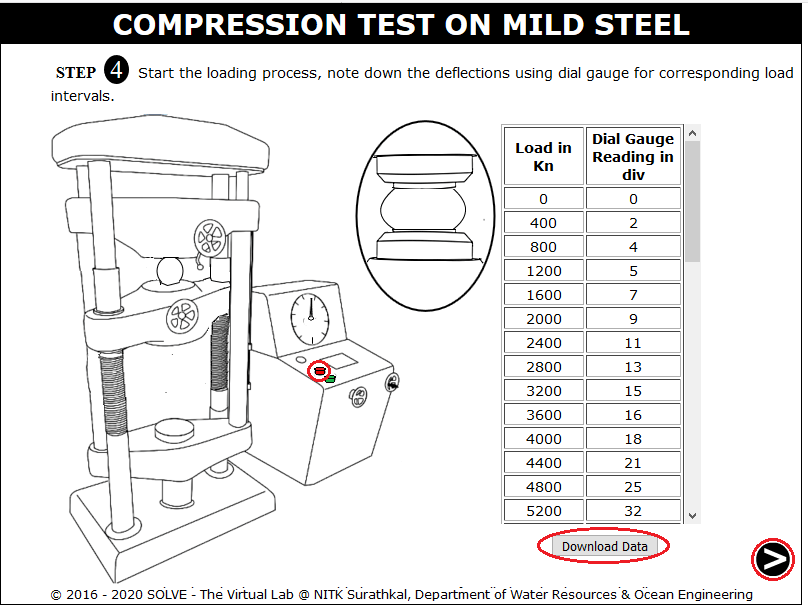 COMPRESSION TEST ON MILD STEEL
STEP 4 Start the loading process, note down the deflections using dial gauge for corresponding load
intervals.
Load in Kn Dial Gauge Reading in div
0 0
400 2
800 4
1200 5
1600 7
2000 9
2400 11
2800 13
3200 15
3600 16
4000 18
4400 21
4800 25
5200 32
Download Data
© 2016 - 2020 SOLVE - The Virtual Lab @ NITK Surathkal, Department of Water Resources & Ocean Engineering